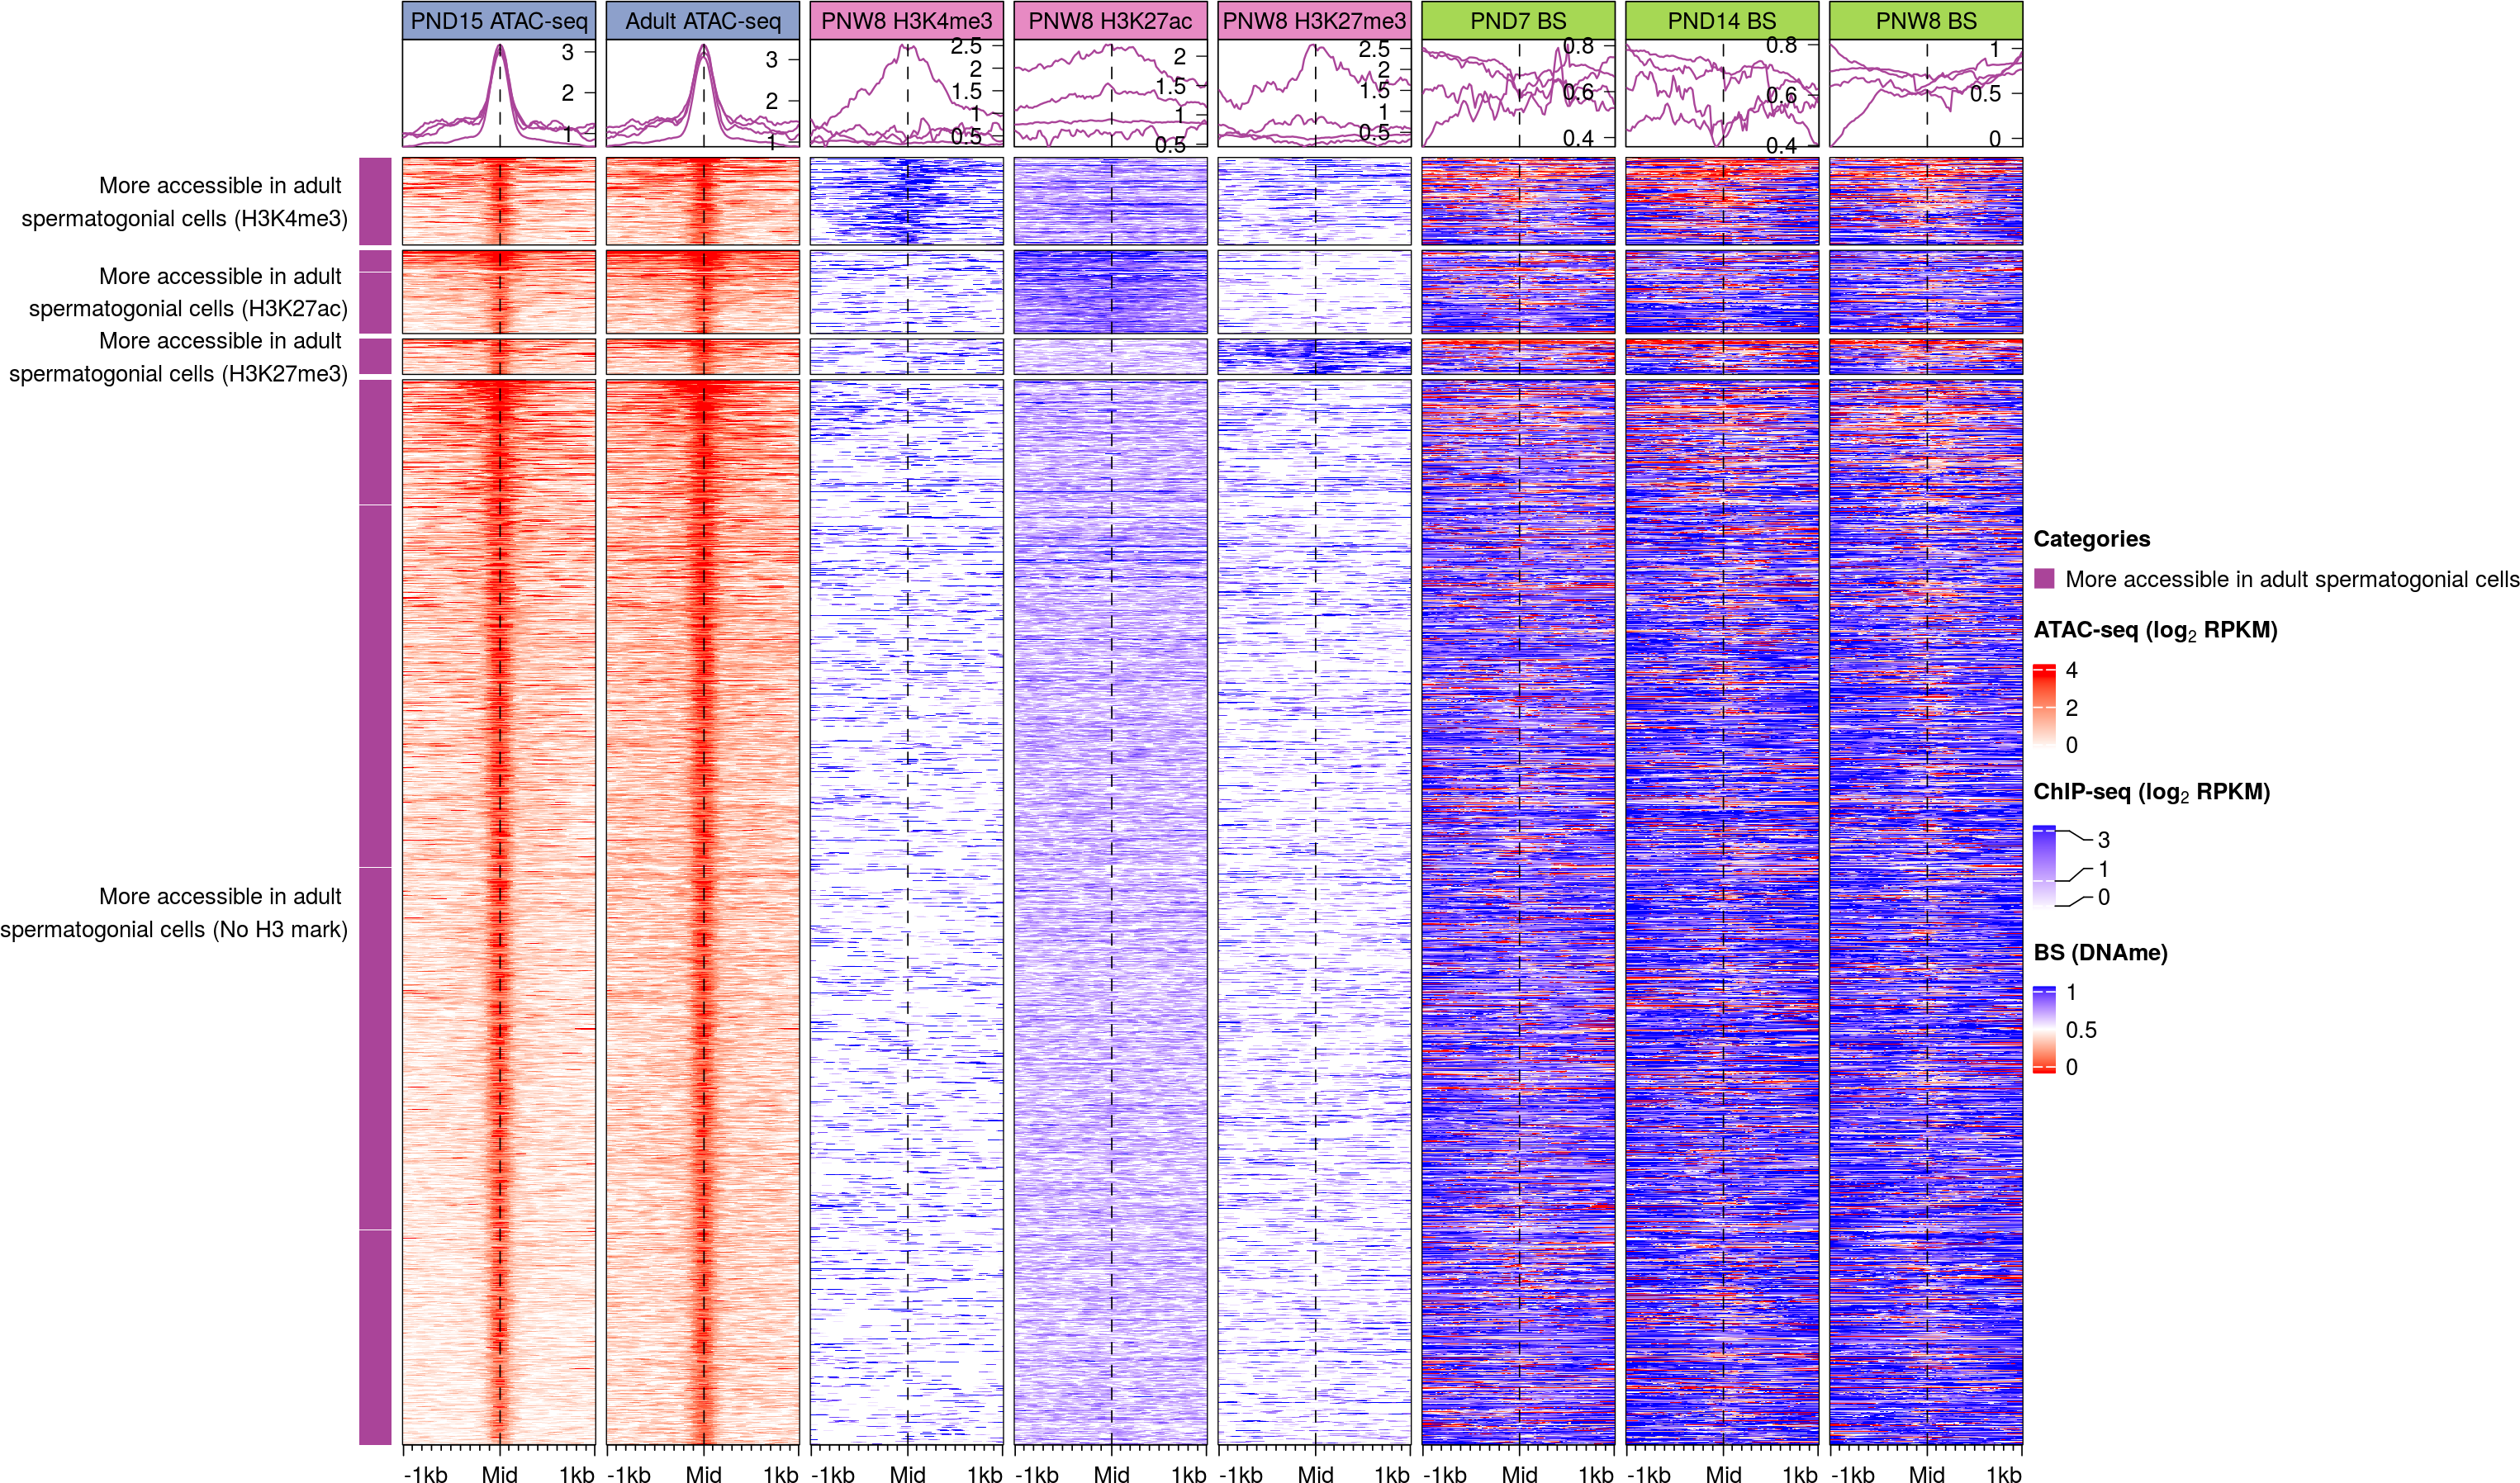 PND15 ATAC-seq Adult ATAC-seq PNW8 H3K4me3 PNW8 H3K27ac PNW8 H3K27me3 PND7 BS PND14 BS PNW8 BS
3 2 1
3 2 1
2.5 2 1.5 1 0.5
2 1.5 1 0.5
2.5 2 1.5 1 0.5
0.8 0.6 0.4
0.8 0.6 0.4
1 0.5 0
More accessible in adult
spermatogonial cells (H3K4me3)
More accessible in adult
spermatogonial cells (H3K27ac)
More accessible in adult
spermatogonial cells (H3K27me3)
More accessible in adult
spermatogonial cells (No H3 mark)
-1kb Mid 1kb -1kb Mid 1kb -1kb Mid 1kb -1kb Mid 1kb -1kb Mid 1kb -1kb Mid 1kb -1kb Mid 1kb -1kb Mid 1kb
Categories
More accessible in adult spermatogonial cells
ATAC-seq (log2 RPKM)
4
2
0
ChIP-seq (log2 RPKM)
3
1
0
BS (DNAme)
1
0.5
0